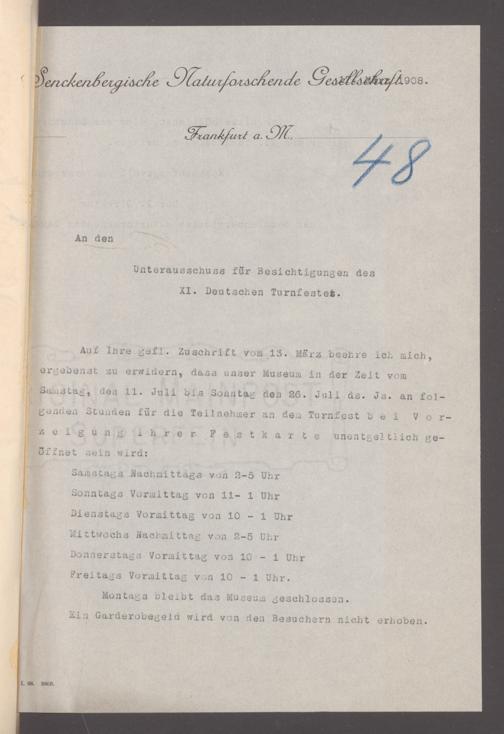 Senckenbergische Naturforschende Gesellschaft. 1908.
Frankfurt a. M.
48
An den
Unterausschuss für Besichtigungen des
XI. Deutschen Turnfestes.
Auf Ihre gefl. Zuschrift vom 13. März beehre ich mich,
ergebenst zu erwidern, dass unser Museum in der Zeit vom
Samstag, den 11. Juli bis Sonntag den 26. Juli ds. Js. an fol-
genden Stunden für die Teilnehmer an dem Turnfest b e i V o r-
z e i g u n g i h r e r F e s t k a r t e unentgeltlich ge-
öffnet sein wird:
Samstags Nachmittags von 2-5 Uhr
Sonntags Vormittag von 11- 1 Uhr
Dienstags Vormittag von 10 - 1 Uhr
Mittwochs Nachmittag von 2-5 Uhr
Donnerstags Vormittag von 10 - 1 Uhr
Freitags Vormittag von 10 - 1 Uhr.
Montags bleibt das Museum geschlossen.
Ein Garderobegeld wird von den Besuchern nicht erhoben.